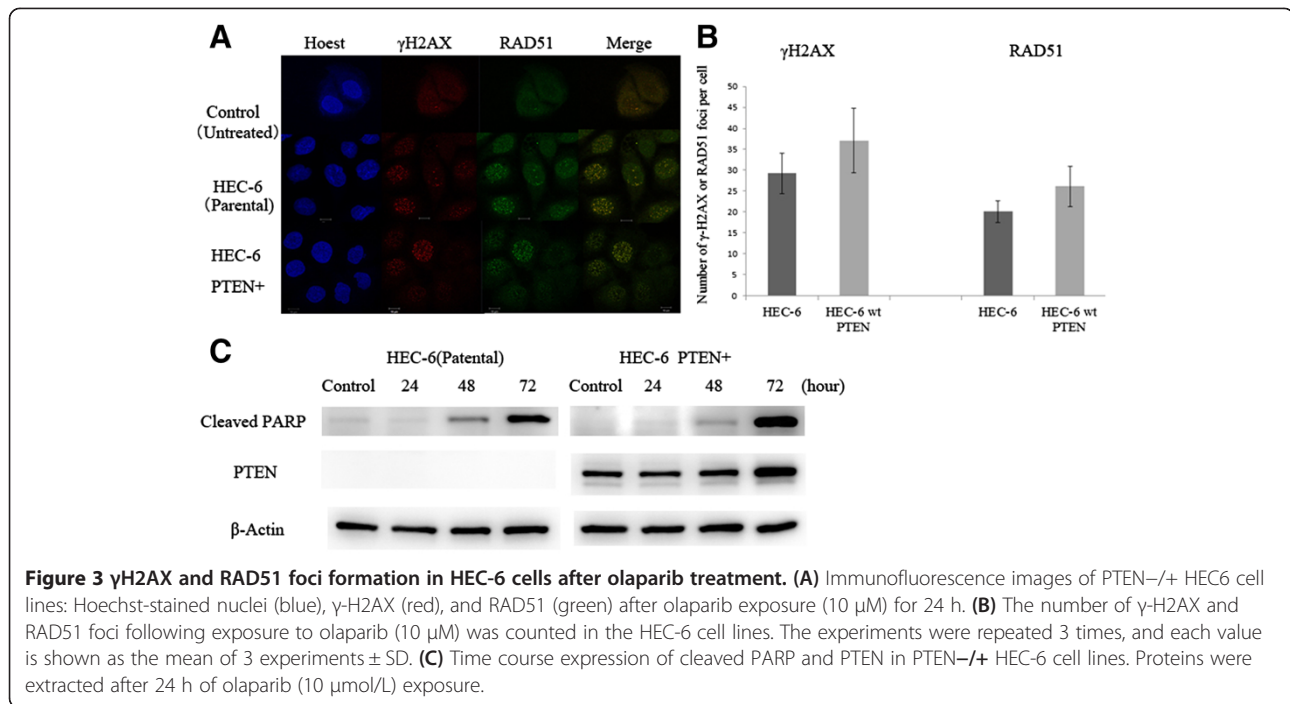 A
Hoest γH2AX RAD51 Merge
Control
(Untreated)
HEC-6
(Parental)
HEC-6
PTEN+
B
γH2AX RAD51
Number of γ-H2AX or RAD51 foci per cell
50
45
40
35
30
25
20
15
10
5
0
HEC-6 HEC-6 wt PTEN HEC-6 HEC-6 wt PTEN
C
HEC-6(Patental) HEC-6 PTEN+
Control 24 48 72 Control 24 48 72 (hour)
Cleaved PARP
PTEN
β-Actin
Figure 3 γH2AX and RAD51 foci formation in HEC-6 cells after olaparib treatment. (A) Immunofluorescence images of PTEN−/+ HEC6 cell
lines: Hoechst-stained nuclei (blue), γ-H2AX (red), and RAD51 (green) after olaparib exposure (10 μM) for 24 h. (B) The number of γ-H2AX and
RAD51 foci following exposure to olaparib (10 μM) was counted in the HEC-6 cell lines. The experiments were repeated 3 times, and each value
is shown as the mean of 3 experiments ± SD. (C) Time course expression of cleaved PARP and PTEN in PTEN−/+ HEC-6 cell lines. Proteins were
extracted after 24 h of olaparib (10 μmol/L) exposure.